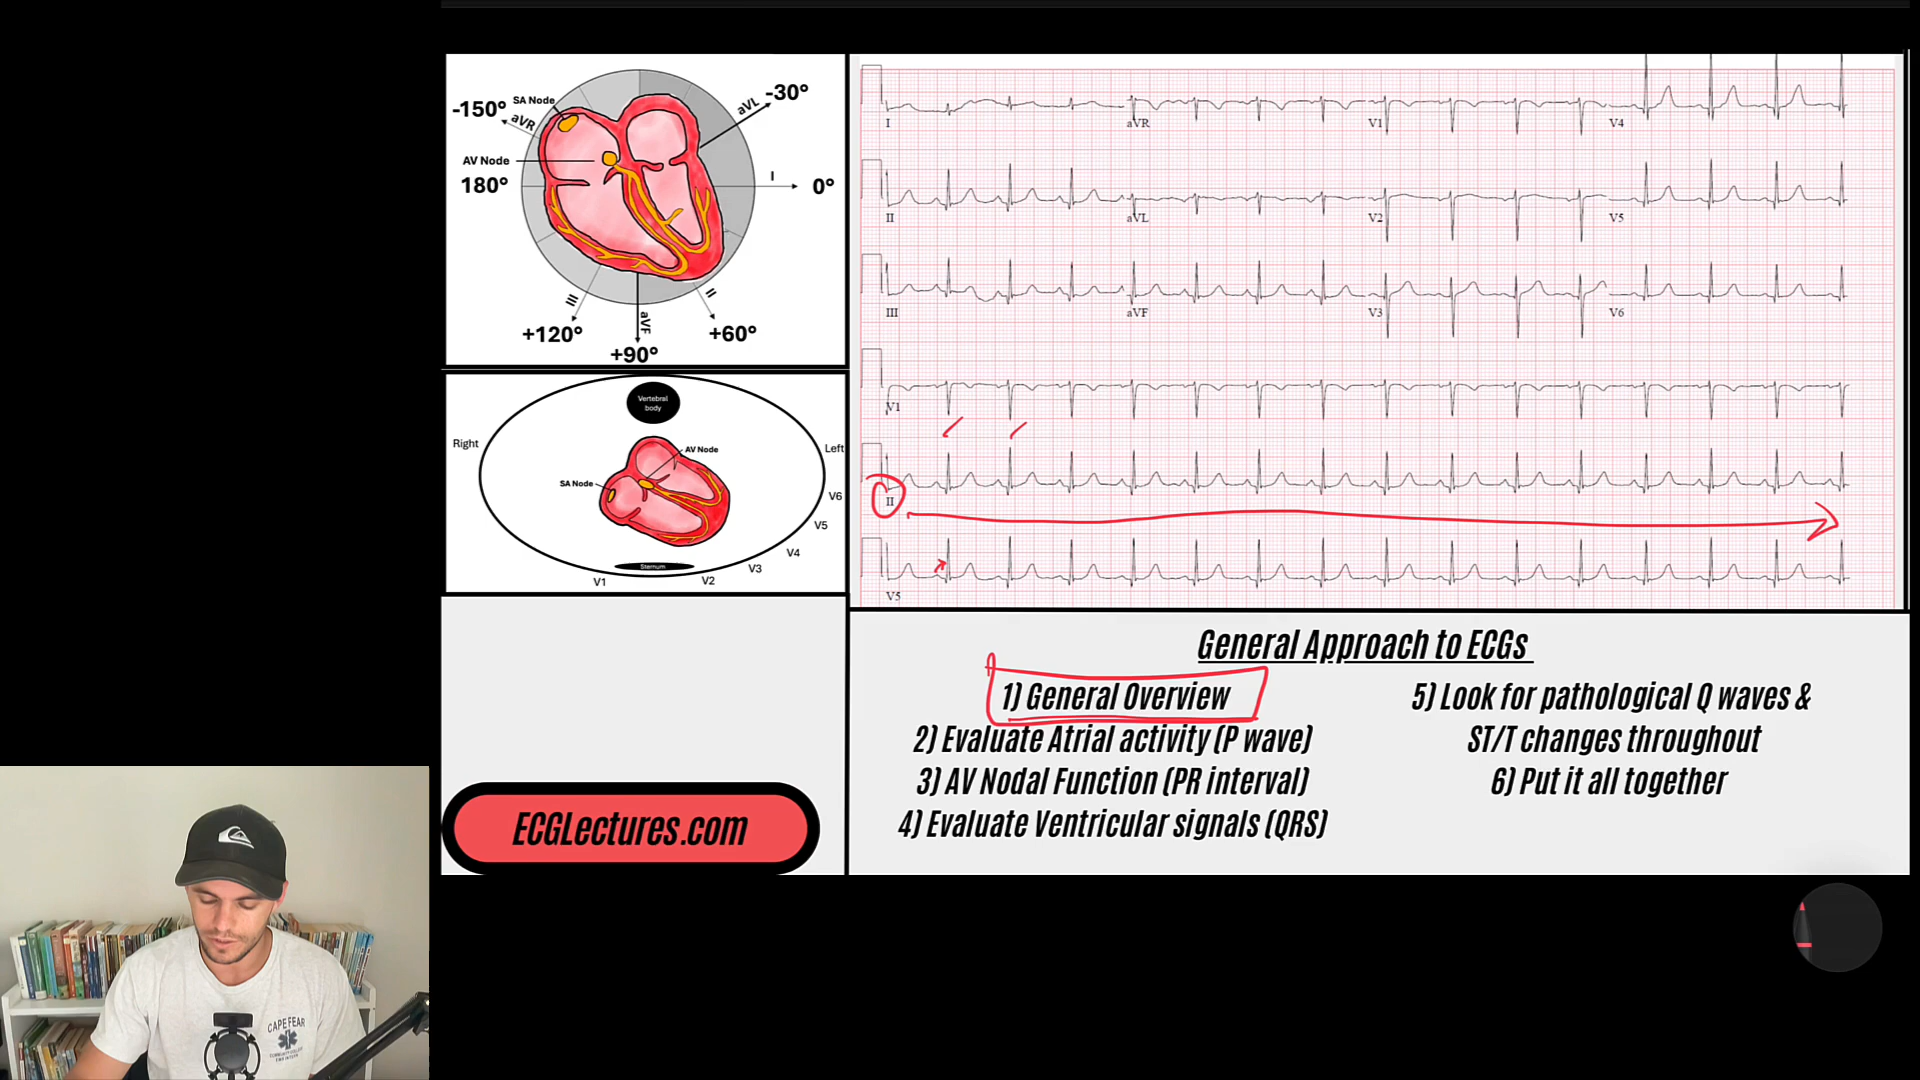 -150°
SA Node
aVR
aVL
-30°
AV Node
180°
I
0°
III
II
aVF
+120°
+60°
+90°
Vertebral
body
Right
Left
AV Node
SA Node
V6
V5
V4
V3
Sternum
V1
V2
I
aVR
V1
V4
II
aVL
V2
V5
III
aVF
V3
V6
V1
II
V5
General Approach to ECGs
1) General Overview
2) Evaluate Atrial activity (P wave)
3) AV Nodal Function (PR interval)
4) Evaluate Ventricular signals (QRS)
5) Look for pathological Q waves &
ST/T changes throughout
6) Put it all together
ECGLectures.com
CAPE FEAR